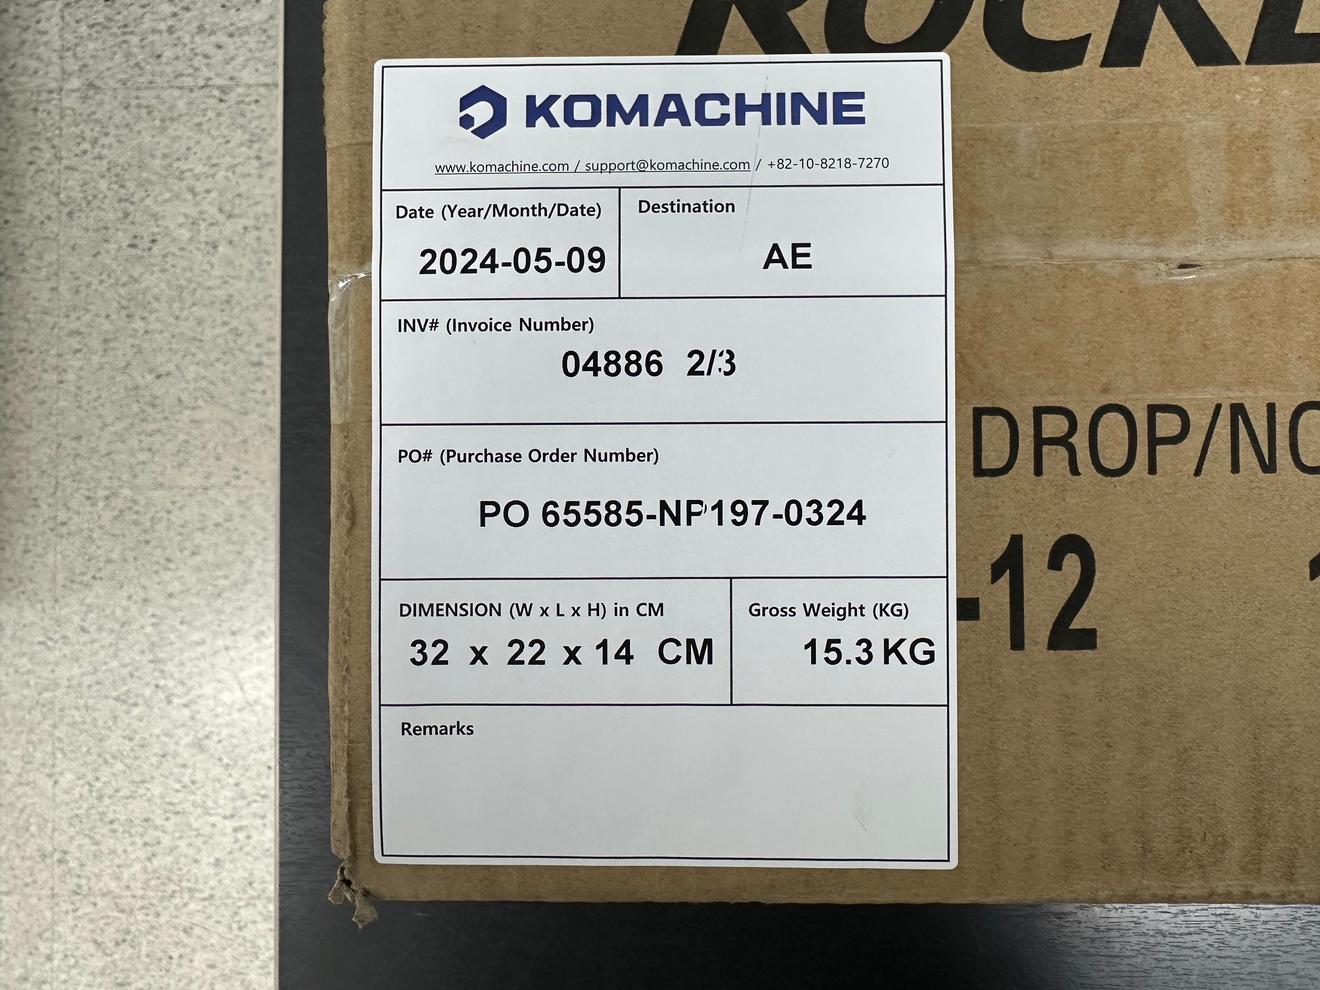 KOMACHINE
www.komachine.com / support@komachine.com / +82-10-8218-7270
Date (Year/Month/Date)
2024-05-09
Destination
AE
INV# (Invoice Number)
04886 2/3
PO# (Purchase Order Number)
PO 65585-NP197-0324
DIMENSION (W x L x H) in CM
32 x 22 x 14 CM
Gross Weight (KG)
15.3 KG
Remarks
DROP/NO
-12